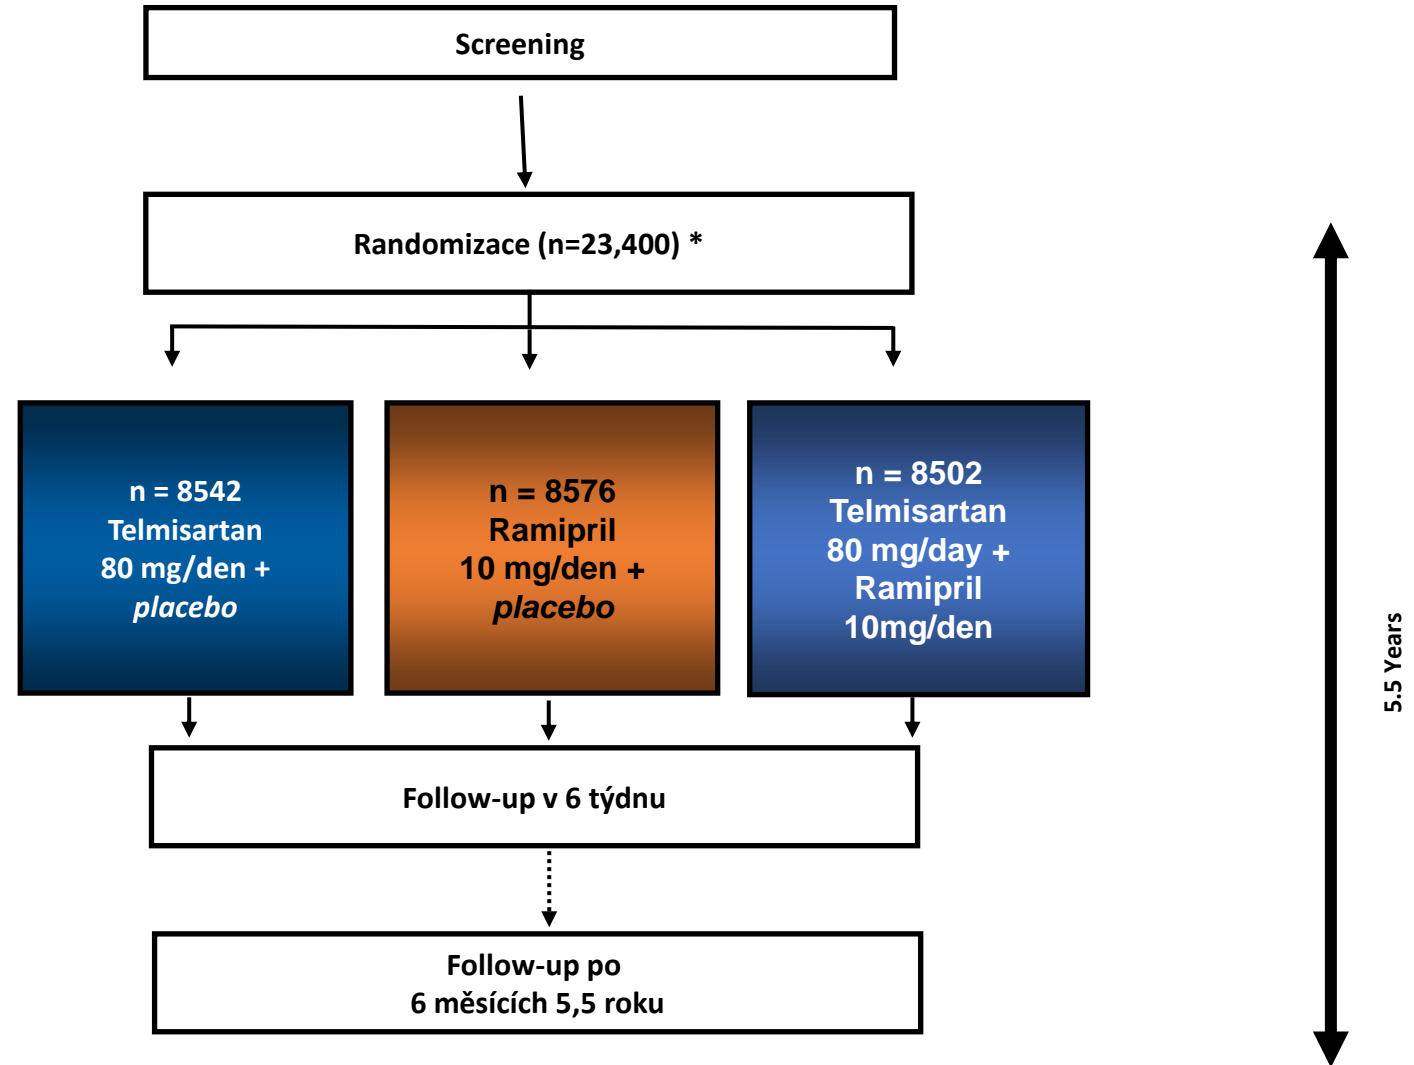 Screening
Randomizace (n=23,400) *
n = 8542
Telmisartan
80 mg/den +
placebo
n = 8576
Ramipril
10 mg/den +
placebo
n = 8502
Telmisartan
80 mg/day +
Ramipril
10mg/den
Follow-up v 6 týdnu
Follow-up po
6 měsících 5,5 roku
5.5 Years